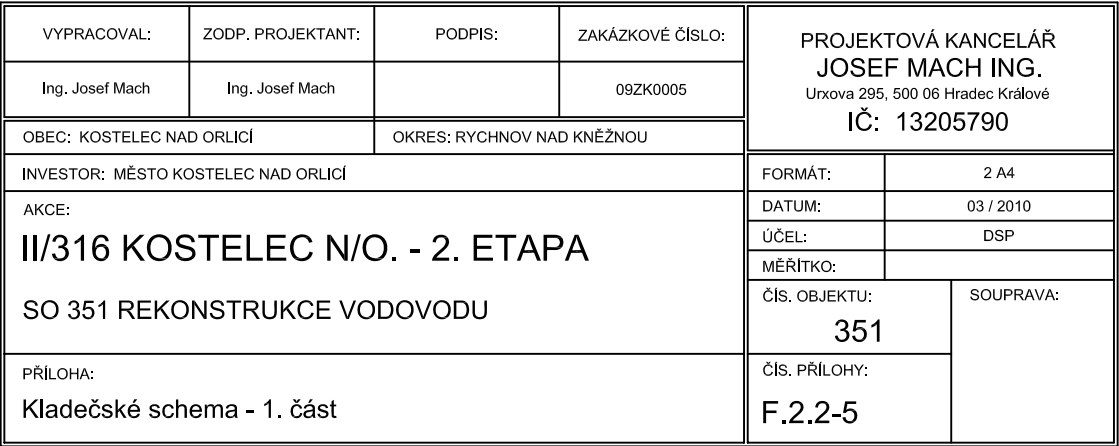 VYPRACOVAL: ZODP. PROJEKTANT: PODPIS: ZAKÁZKOVÉ ČÍSLO:
Ing. Josef Mach Ing. Josef Mach 09ZK0005
OBEC: KOSTELEC NAD ORLICÍ OKRES: RYCHNOV NAD KNĚŽNOU
INVESTOR: MĚSTO KOSTELEC NAD ORLICÍ
AKCE:
II/316 KOSTELEC N/O. - 2. ETAPA
SO 351 REKONSTRUKCE VODOVODU
PŘÍLOHA:
Kladečské schema - 1. část
PROJEKTOVÁ KANCELÁŘ
JOSEF MACH ING.
Urxova 295, 500 06 Hradec Králové
IČ: 13205790
FORMÁT: 2 A4
DATUM: 03 / 2010
ÚČEL: DSP
MĚŘÍTKO:
ČÍS. OBJEKTU: SOUPRAVA:
351
ČÍS. PŘÍLOHY:
F.2.2-5